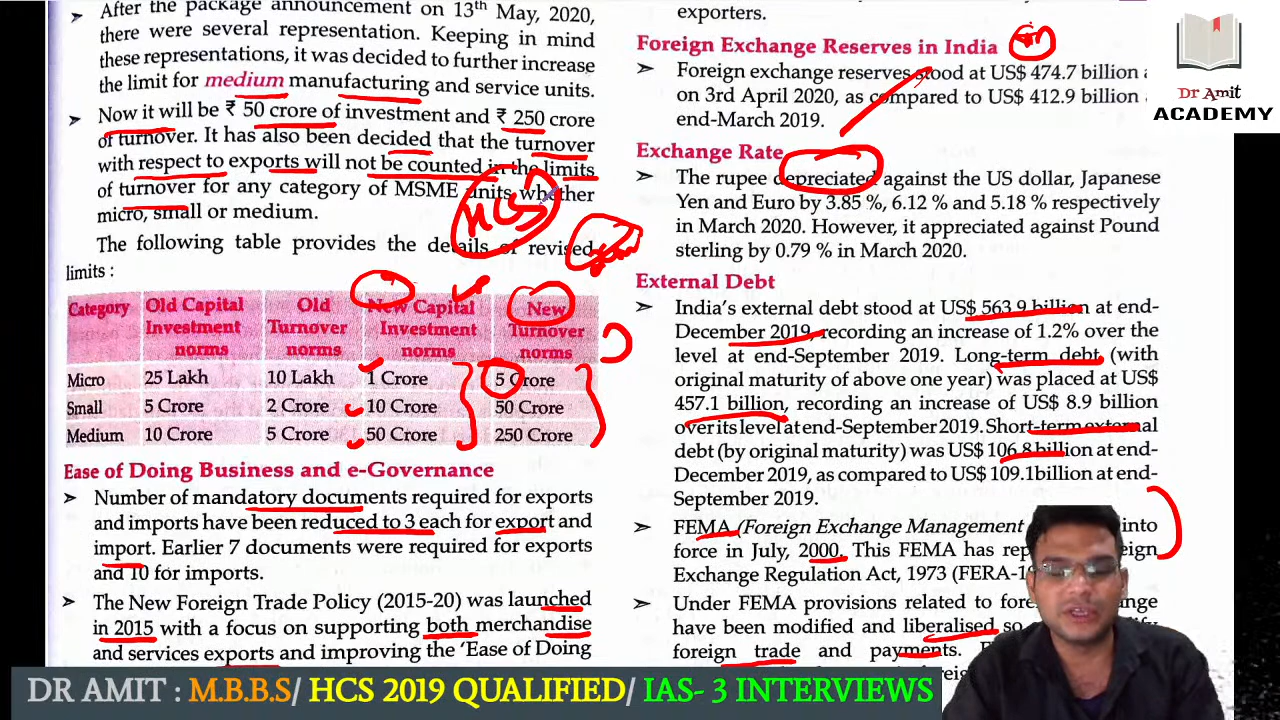 After the package announcement on 13th May, 2020,
there were several representation. Keeping in mind
these representations, it was decided to further increase
the limit for medium manufacturing and service units.
Now it will be ₹ 50 crore of investment and ₹ 250 crore
of turnover. It has also been decided that the turnover
with respect to exports will not be counted in the limits
of turnover for any category of MSME units whether
micro, small or medium.
The following table provides the details of revised
limits :
Category Old Capital Investment norms Old Turnover norms New Capital Investment norms New Turnover norms
Micro 25 Lakh 10 Lakh 1 Crore 5 Crore
Small 5 Crore 2 Crore 10 Crore 50 Crore
Medium 10 Crore 5 Crore 50 Crore 250 Crore
HCS
Ease of Doing Business and e-Governance
Number of mandatory documents required for exports
and imports have been reduced to 3 each for export and
import. Earlier 7 documents were required for exports
and 10 for imports.
The New Foreign Trade Policy (2015-20) was launched
in 2015 with a focus on supporting both merchandise
and services exports and improving the 'Ease of Doing
exporters.
Foreign Exchange Reserves in India
Foreign exchange reserves stood at US$ 474.7 billion
on 3rd April 2020, as compared to US$ 412.9 billion
end-March 2019.
Exchange Rate
The rupee depreciated against the US dollar, Japanese
Yen and Euro by 3.85 %, 6.12 % and 5.18 % respectively
in March 2020. However, it appreciated against Pound
sterling by 0.79 % in March 2020.
External Debt
India's external debt stood at US$ 563.9 billion at end-
December 2019, recording an increase of 1.2% over the
level at end-September 2019. Long-term debt (with
original maturity of above one year) was placed at US$
457.1 billion, recording an increase of US$ 8.9 billion
over its level at end-September 2019. Short-term external
debt (by original maturity) was US$ 106.8 billion at end-
December 2019, as compared to US$ 109.1billion at end-
September 2019.
FEMA (Foreign Exchange Management into
force in July, 2000. This FEMA has
Exchange Regulation Act, 1973
Under FEMA provisions related to
have been modified and liberalised
foreign trade and payments.
Dr Amit
ACADEMY
DR AMIT : M.B.B.S/ HCS 2019 QUALIFIED/ IAS- 3 INTERVIEWS